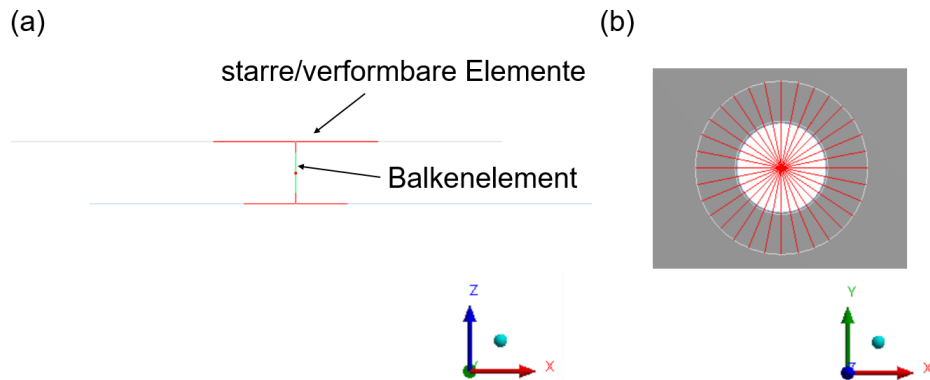 (a)
(b)
starre/verformbare Elemente
Balkenelement
Z
X
Y
Y
X
Z